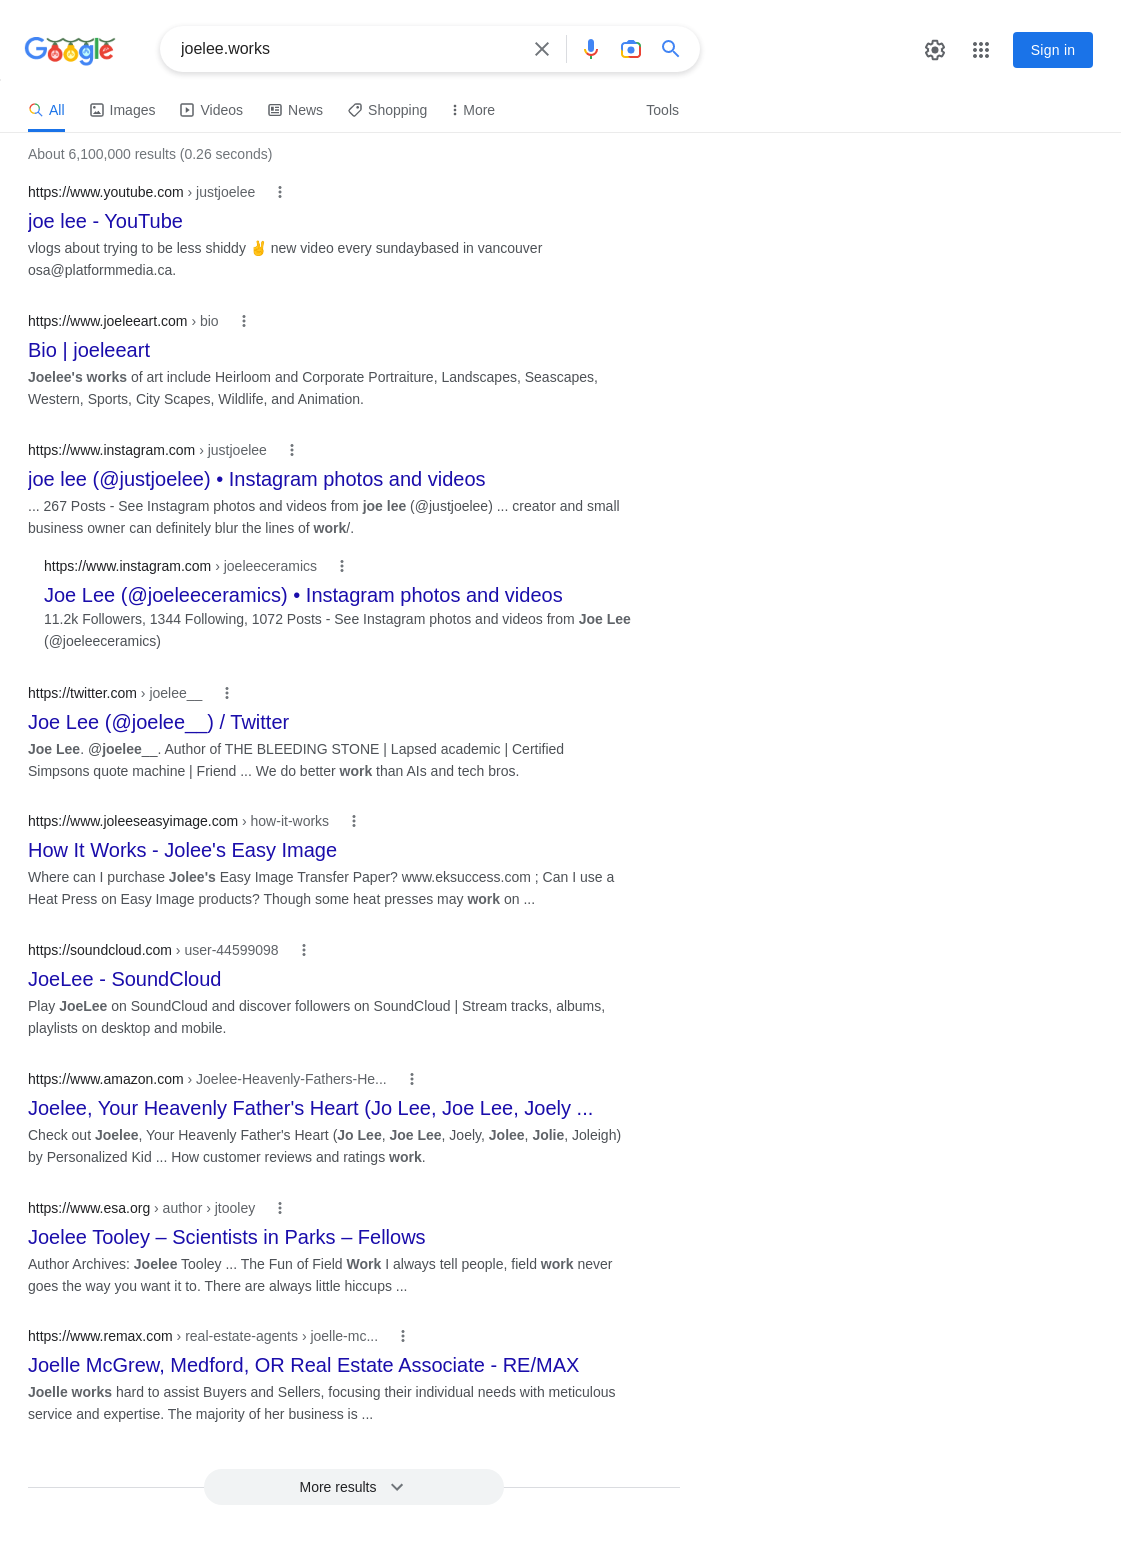 Google
joelee.works
Sign in
All
Images
Videos
News
Shopping
More
Tools
About 6,100,000 results (0.26 seconds)
https://www.youtube.com › justjoelee
joe lee - YouTube
vlogs about trying to be less shiddy ✌️ new video every sundaybased in vancouver
osa@platformmedia.ca.
https://www.joeleeart.com › bio
Bio | joeleeart
Joelee's works of art include Heirloom and Corporate Portraiture, Landscapes, Seascapes,
Western, Sports, City Scapes, Wildlife, and Animation.
https://www.instagram.com › justjoelee
joe lee (@justjoelee) • Instagram photos and videos
... 267 Posts - See Instagram photos and videos from joe lee (@justjoelee) ... creator and small
business owner can definitely blur the lines of work/.
https://www.instagram.com › joeleeceramics
Joe Lee (@joeleeceramics) • Instagram photos and videos
11.2k Followers, 1344 Following, 1072 Posts - See Instagram photos and videos from Joe Lee
(@joeleeceramics)
https://twitter.com › joelee__
Joe Lee (@joelee__) / Twitter
Joe Lee. @joelee__. Author of THE BLEEDING STONE | Lapsed academic | Certified
Simpsons quote machine | Friend ... We do better work than AIs and tech bros.
https://www.joleeseasyimage.com › how-it-works
How It Works - Jolee's Easy Image
Where can I purchase Jolee's Easy Image Transfer Paper? www.eksuccess.com ; Can I use a
Heat Press on Easy Image products? Though some heat presses may work on ...
https://soundcloud.com › user-44599098
JoeLee - SoundCloud
Play JoeLee on SoundCloud and discover followers on SoundCloud | Stream tracks, albums,
playlists on desktop and mobile.
https://www.amazon.com › Joelee-Heavenly-Fathers-He...
Joelee, Your Heavenly Father's Heart (Jo Lee, Joe Lee, Joely ...
Check out Joelee, Your Heavenly Father's Heart (Jo Lee, Joe Lee, Joely, Jolee, Jolie, Joleigh)
by Personalized Kid ... How customer reviews and ratings work.
https://www.esa.org › author › jtooley
Joelee Tooley – Scientists in Parks – Fellows
Author Archives: Joelee Tooley ... The Fun of Field Work I always tell people, field work never
goes the way you want it to. There are always little hiccups ...
https://www.remax.com › real-estate-agents › joelle-mc...
Joelle McGrew, Medford, OR Real Estate Associate - RE/MAX
Joelle works hard to assist Buyers and Sellers, focusing their individual needs with meticulous
service and expertise. The majority of her business is ...
More results